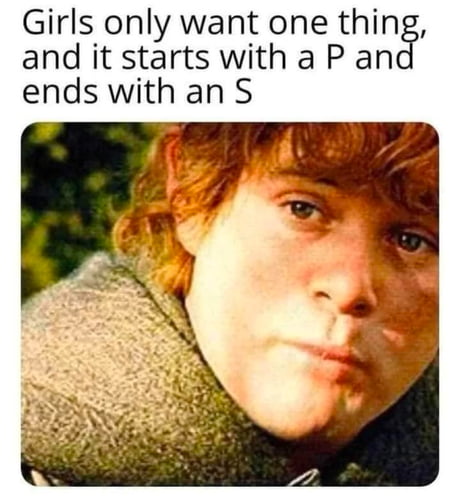 Girls only want one thing,
and it starts with a P and
ends with an S